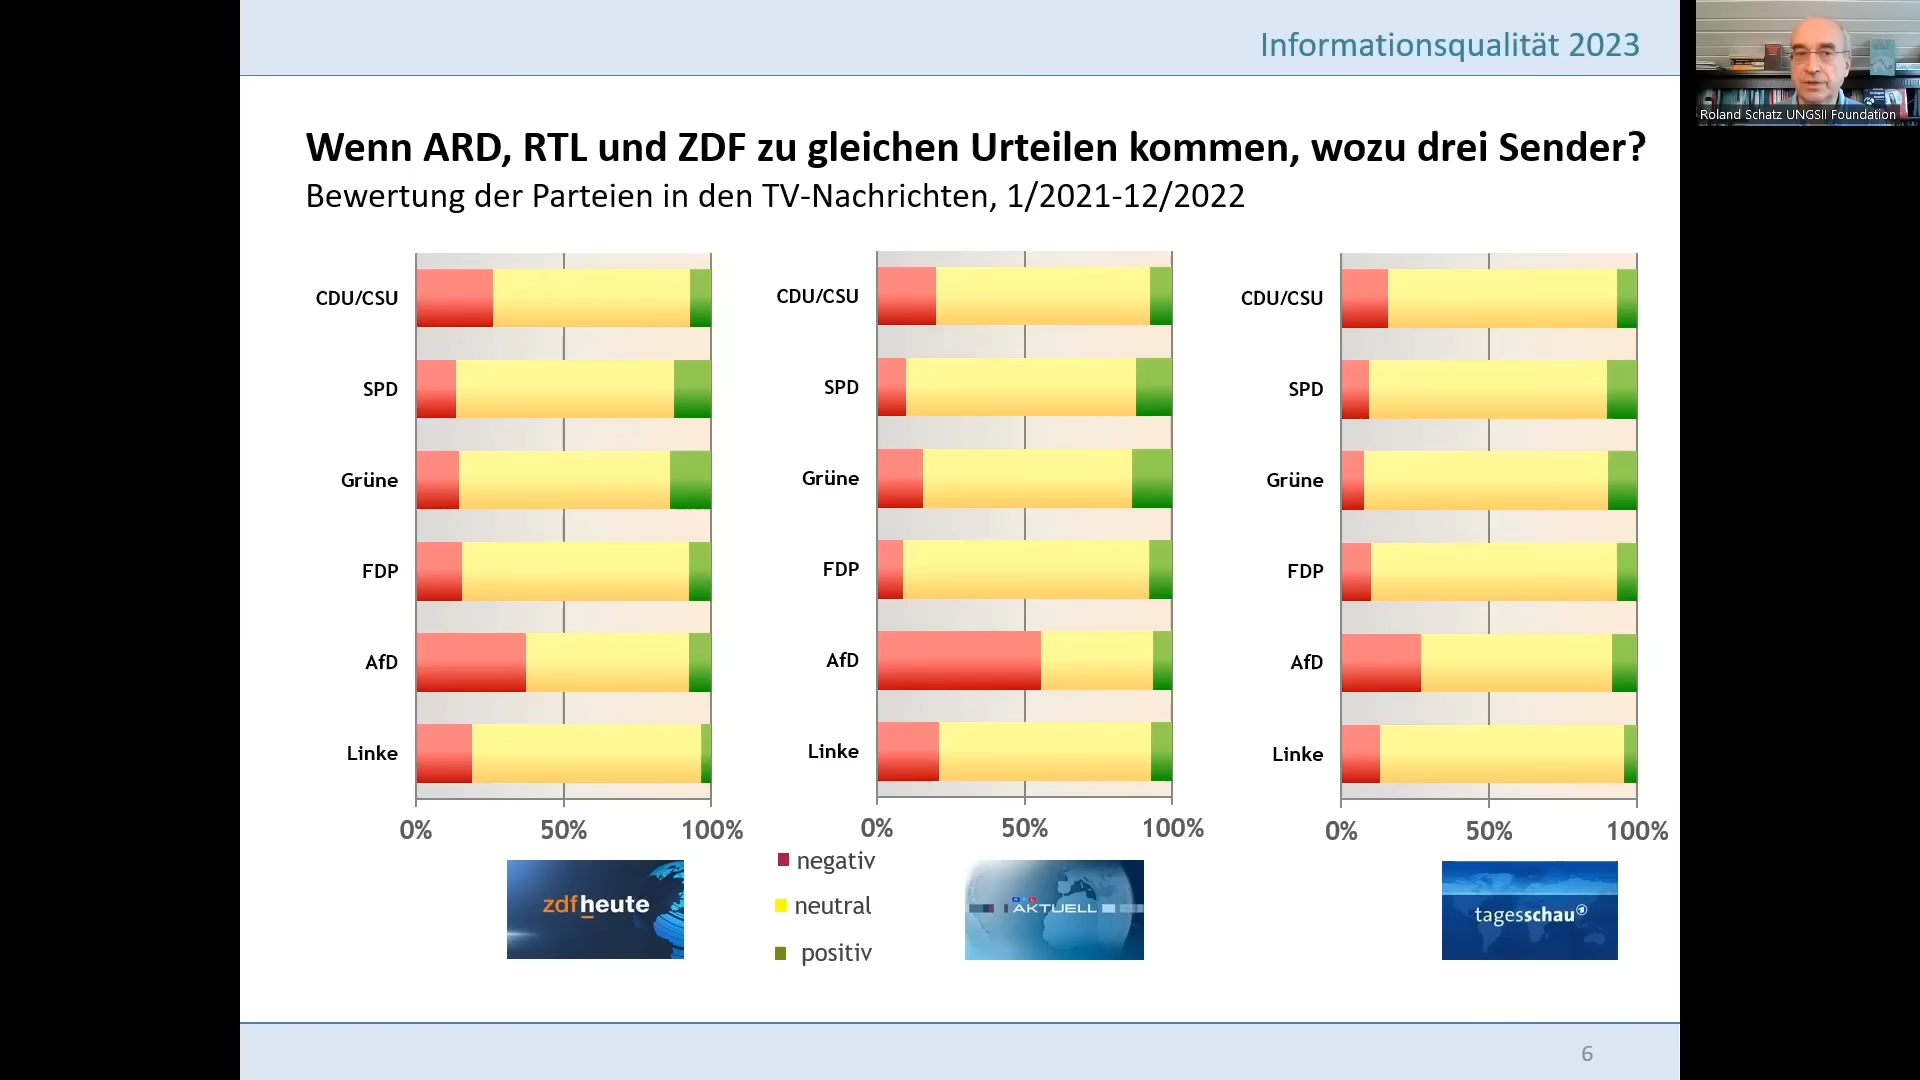 Informationsqualität 2023
Roland Schatz UNGSII Foundation
Wenn ARD, RTL und ZDF zu gleichen Urteilen kommen, wozu drei Sender?
Bewertung der Parteien in den TV-Nachrichten, 1/2021-12/2022
CDU/CSU
SPD
Grüne
FDP
AfD
Linke
0% 50% 100%
zdfheute
CDU/CSU
SPD
Grüne
FDP
AfD
Linke
0% 50% 100%
negativ
neutral
positiv
AKTUELL
CDU/CSU
SPD
Grüne
FDP
AfD
Linke
0% 50% 100%
tagesschau
6